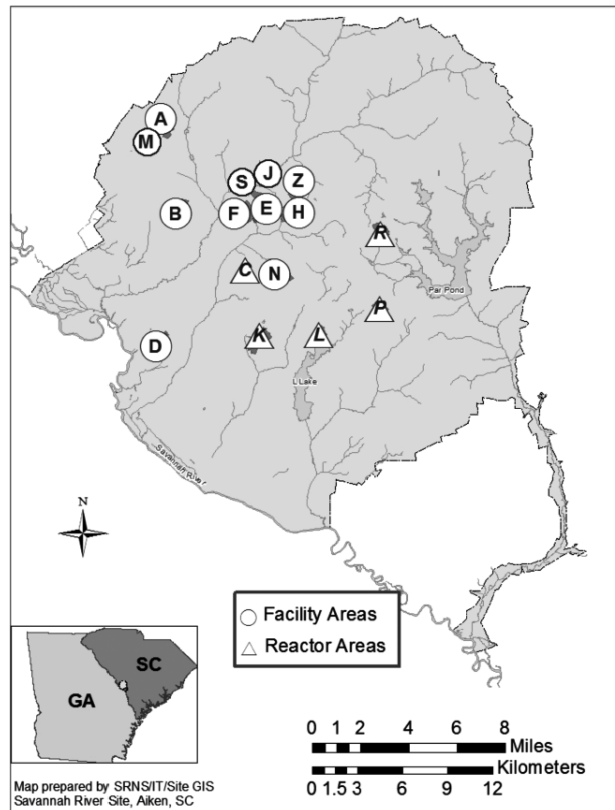 A
M
J
S
Z
B
F
E
H
R
C
N
Par Pond
P
D
K
L
L Lake
Savannah River
N
Facility Areas
Reactor Areas
SC
GA
0 1 2 4 6 8
Miles
Kilometers
0 1.5 3 6 9 12
Map prepared by SRNS/IT/Site GIS
Savannah River Site, Aiken, SC